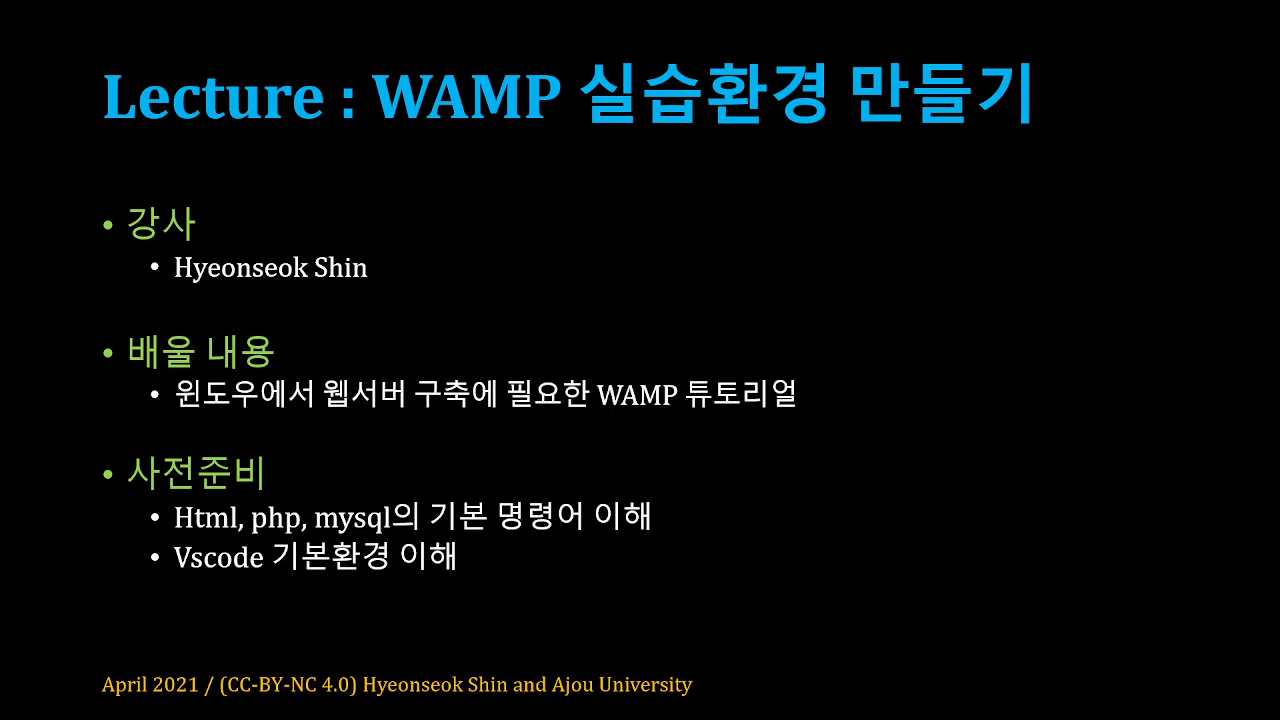 Lecture : WAMP 실습환경 만들기
• 강사
• Hyeonseok Shin
• 배울 내용
• 윈도우에서 웹서버 구축에 필요한 WAMP 튜토리얼
• 사전준비
• Html, php, mysql의 기본 명령어 이해
• Vscode 기본환경 이해
April 2021 / (CC-BY-NC 4.0) Hyeonseok Shin and Ajou University